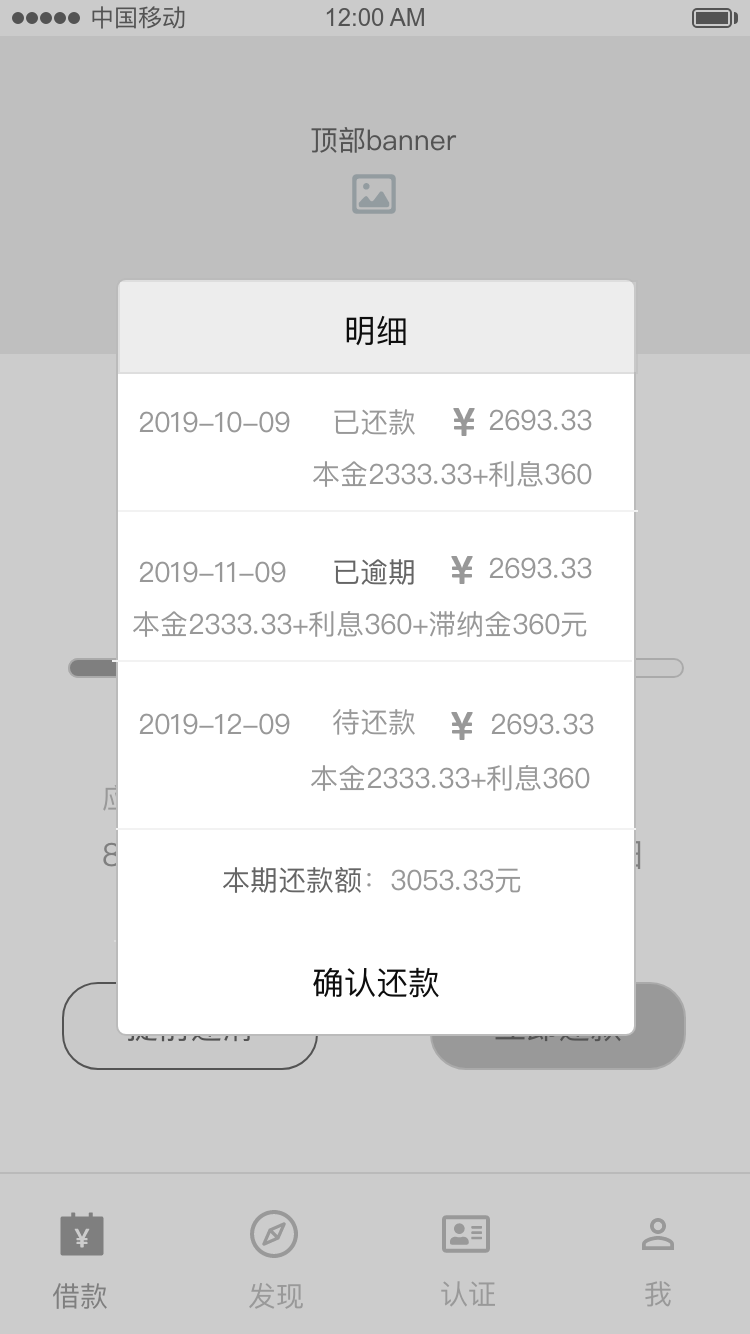 中国移动 12:00 AM
顶部banner
明细
2019-10-09 已还款 ¥ 2693.33
本金2333.33+利息360
2019-11-09 已逾期 ¥ 2693.33
本金2333.33+利息360+滞纳金360元
2019-12-09 待还款 ¥ 2693.33
本金2333.33+利息360
8
本期还款额：3053.33元
确认还款
¥
借款 发现 认证 我